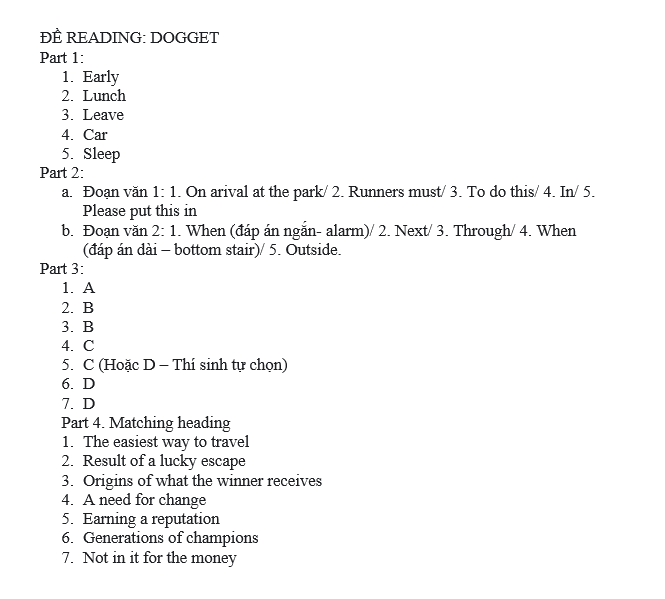 ĐỀ READING: DOGGET
Part 1:
1. Early
2. Lunch
3. Leave
4. Car
5. Sleep
Part 2:
a. Đoạn văn 1: 1. On arival at the park/ 2. Runners must/ 3. To do this/ 4. In/ 5.
Please put this in
b. Đoạn văn 2: 1. When (đáp án ngắn- alarm)/ 2. Next/ 3. Through/ 4. When
(đáp án dài – bottom stair)/ 5. Outside.
Part 3:
1. A
2. B
3. B
4. C
5. C (Hoặc D – Thí sinh tự chọn)
6. D
7. D
Part 4. Matching heading
1. The easiest way to travel
2. Result of a lucky escape
3. Origins of what the winner receives
4. A need for change
5. Earning a reputation
6. Generations of champions
7. Not in it for the money